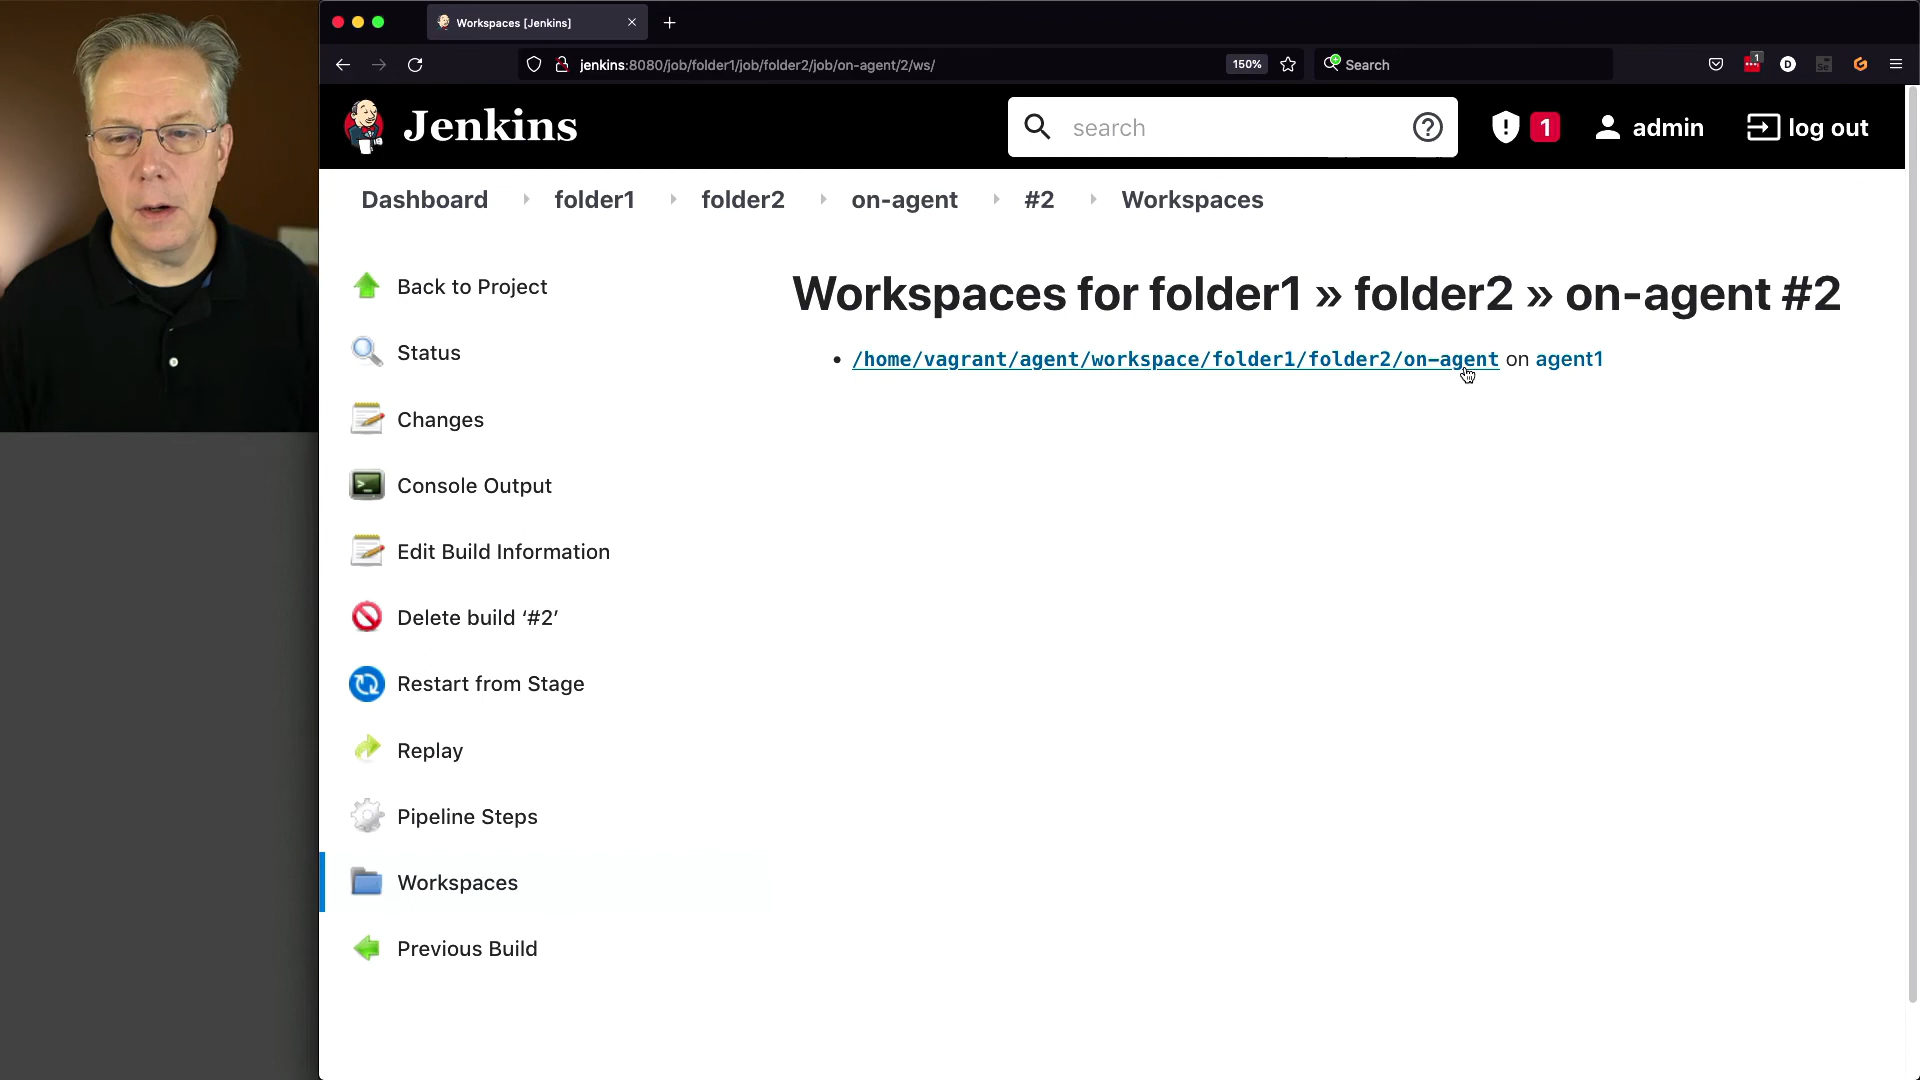 Workspaces [Jenkins]
jenkins:8080/job/folder1/job/folder2/job/on-agent/2/ws/
150%
Search
1
Jenkins
search
1
admin
log out
Dashboard
folder1
folder2
on-agent
#2
Workspaces
Back to Project
Status
Changes
Console Output
Edit Build Information
Delete build ‘#2’
Restart from Stage
Replay
Pipeline Steps
Workspaces
Previous Build
Workspaces for folder1 » folder2 » on-agent #2
/home/vagrant/agent/workspace/folder1/folder2/on-agent on agent1